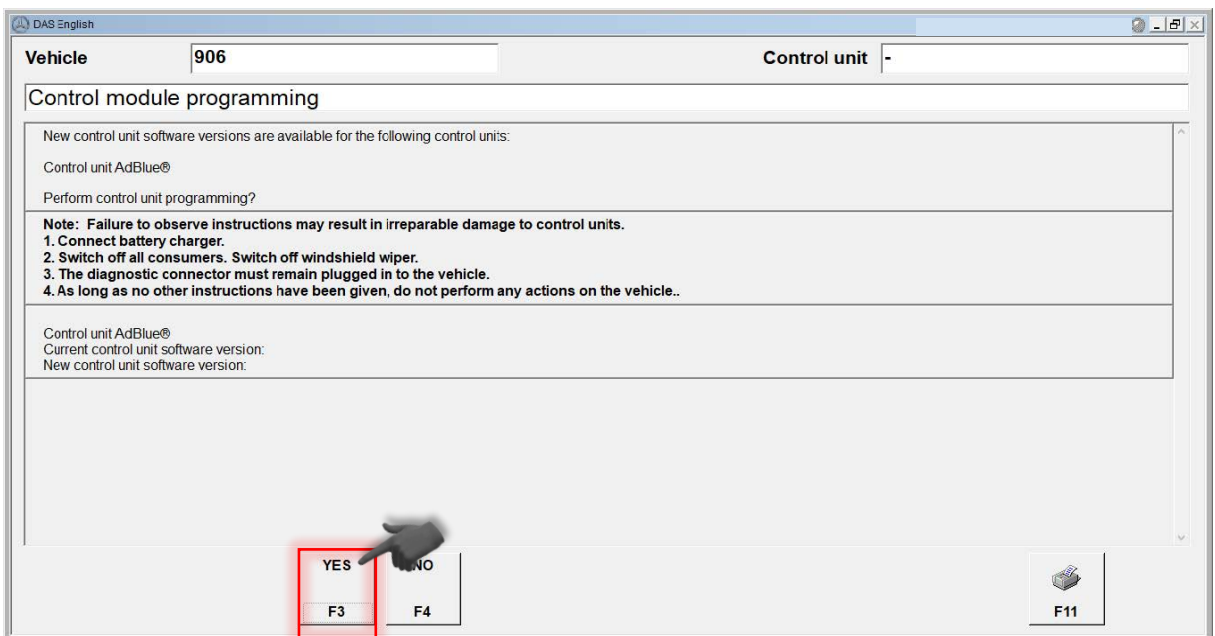 DAS English
Vehicle 906 Control unit -
Control module programming
New control unit software versions are available for the following control units:
Control unit AdBlue®
Perform control unit programming?
Note: Failure to observe instructions may result in irreparable damage to control units.
1. Connect battery charger.
2. Switch off all consumers. Switch off windshield wiper.
3. The diagnostic connector must remain plugged in to the vehicle.
4. As long as no other instructions have been given, do not perform any actions on the vehicle..
Control unit AdBlue®
Current control unit software version:
New control unit software version:
YES NO
F3 F4 F11